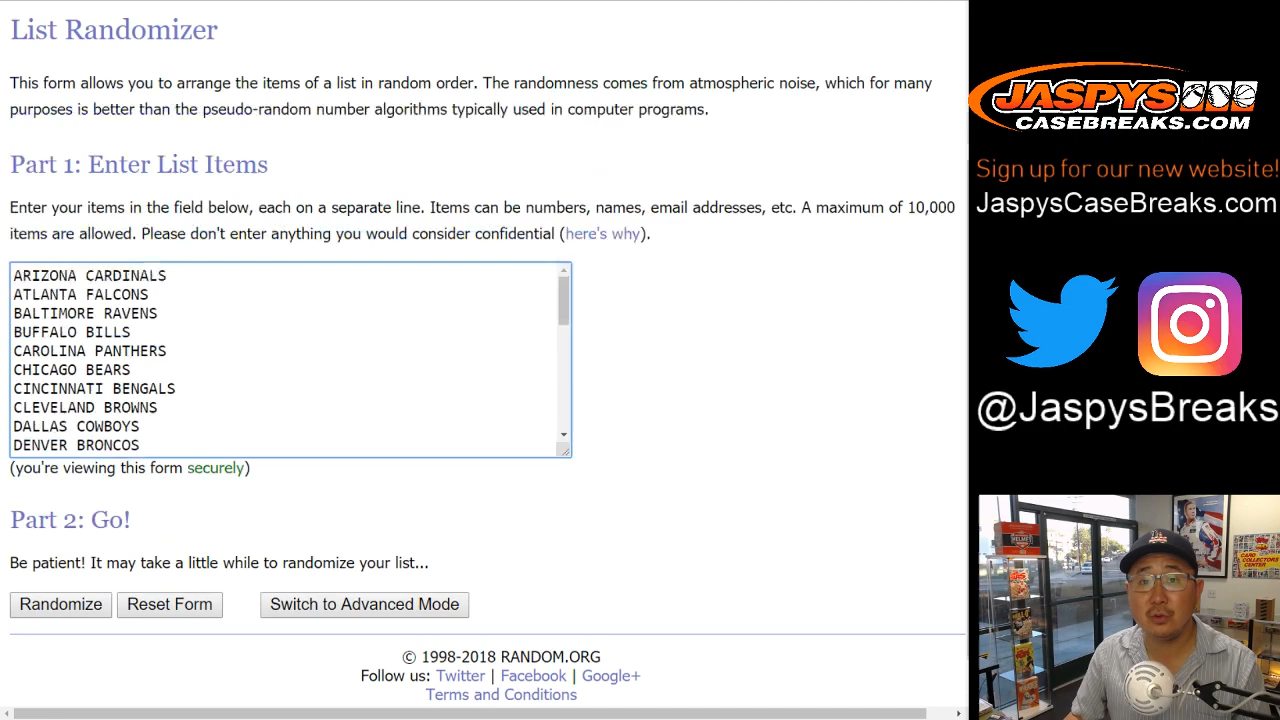 List Randomizer
This form allows you to arrange the items of a list in random order. The randomness comes from atmospheric noise, which for many
purposes is better than the pseudo-random number algorithms typically used in computer programs.
Part 1: Enter List Items
Enter your items in the field below, each on a separate line. Items can be numbers, names, email addresses, etc. A maximum of 10,000
items are allowed. Please don't enter anything you would consider confidential (here's why).
ARIZONA CARDINALS
ATLANTA FALCONS
BALTIMORE RAVENS
BUFFALO BILLS
CAROLINA PANTHERS
CHICAGO BEARS
CINCINNATI BENGALS
CLEVELAND BROWNS
DALLAS COWBOYS
DENVER BRONCOS
(you're viewing this form securely)
Part 2: Go!
Be patient! It may take a little while to randomize your list...
Randomize
Reset Form
Switch to Advanced Mode
© 1998-2018 RANDOM.ORG
Follow us: Twitter | Facebook | Google+
Terms and Conditions
JASPYS
CASEBREAKS.COM
Sign up for our new website!
JaspysCaseBreaks.com
@JaspysBreaks